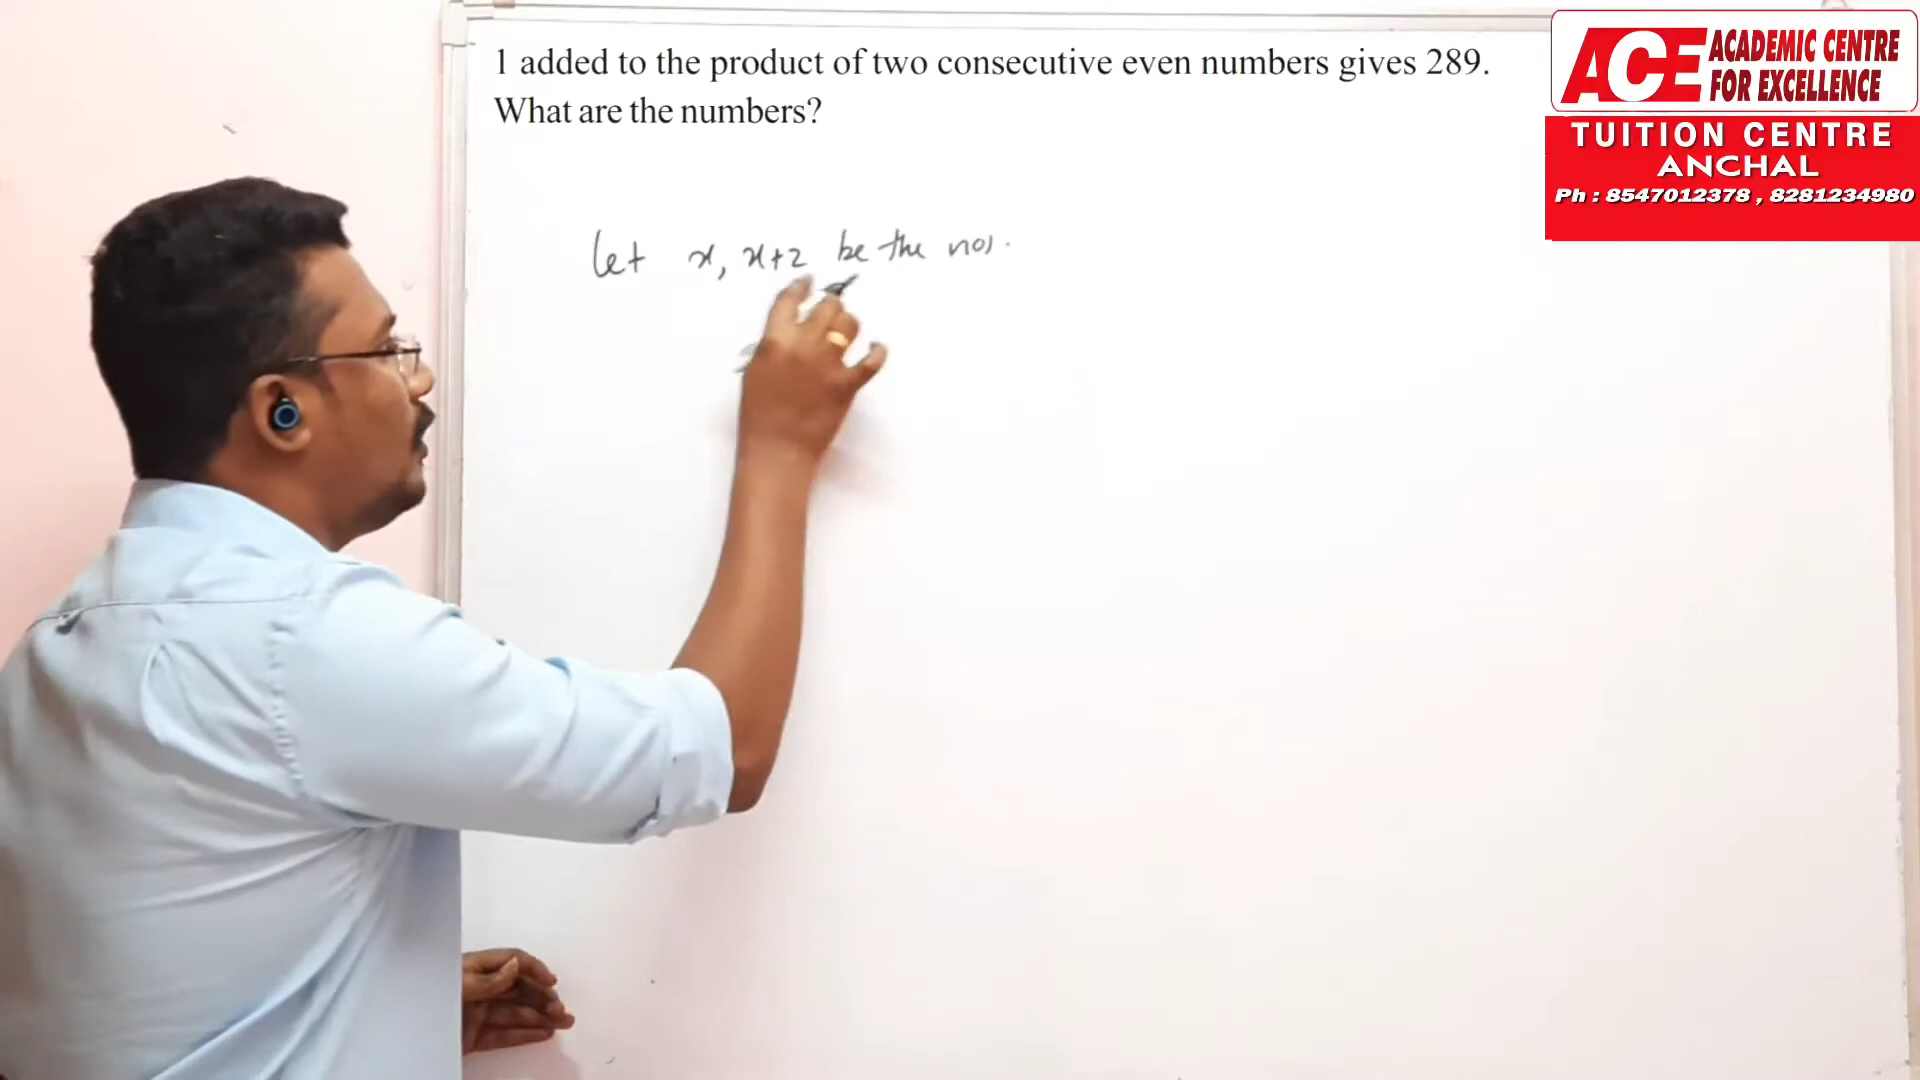 1 added to the product of two consecutive even numbers gives 289.
What are the numbers?
let x, x+2 be the nos.
ACE ACADEMIC CENTRE
FOR EXCELLENCE
TUITION CENTRE
ANCHAL
Ph : 8547012378 , 8281234980